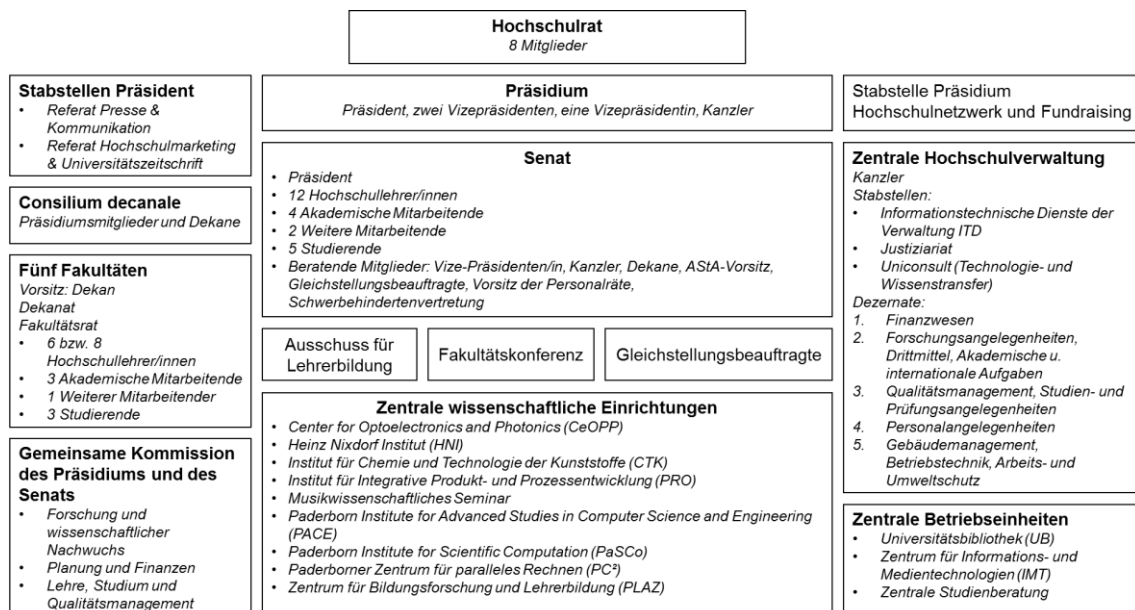 Hochschulrat
8 Mitglieder
Stabstellen Präsident
• Referat Presse &
Kommunikation
• Referat Hochschulmarketing
& Universitätszeitschrift
Präsidium
Präsident, zwei Vizepräsidenten, eine Vizepräsidentin, Kanzler
Stabstelle Präsidium
Hochschulnetzwerk und Fundraising
Consilium decanale
Präsidiumsmitglieder und Dekane
Fünf Fakultäten
Vorsitz: Dekan
Dekanat
Fakultätsrat
• 6 bzw. 8
Hochschullehrer/innen
• 3 Akademische Mitarbeitende
• 1 Weiterer Mitarbeitender
• 3 Studierende
Gemeinsame Kommission
des Präsidiums und des
Senats
• Forschung und
wissenschaftlicher
Nachwuchs
• Planung und Finanzen
• Lehre, Studium und
Qualitätsmanagement
Senat
• Präsident
• 12 Hochschullehrer/innen
• 4 Akademische Mitarbeitende
• 2 Weitere Mitarbeitende
• 5 Studierende
• Beratende Mitglieder: Vize-Präsidenten/in, Kanzler, Dekane, AStA-Vorsitz,
Gleichstellungsbeauftragte, Vorsitz der Personalräte,
Schwerbehindertenvertretung
Ausschuss für
Lehrerbildung
Fakultätskonferenz
Gleichstellungsbeauftragte
Zentrale wissenschaftliche Einrichtungen
• Center for Optoelectronics and Photonics (CeOPP)
• Heinz Nixdorf Institut (HNI)
• Institut für Chemie und Technologie der Kunststoffe (CTK)
• Institut für Integrative Produkt- und Prozessentwicklung (PRO)
• Musikwissenschaftliches Seminar
• Paderborn Institute for Advanced Studies in Computer Science and Engineering
(PACE)
• Paderborn Institute for Scientific Computation (PaSCo)
• Paderborner Zentrum für paralleles Rechnen (PC²)
• Zentrum für Bildungsforschung und Lehrerbildung (PLAZ)
Zentrale Hochschulverwaltung
Kanzler
Stabstellen:
• Informationstechnische Dienste der
Verwaltung ITD
• Justiziariat
• Uniconsult (Technologie- und
Wissenstransfer)
Dezernate:
1. Finanzwesen
2. Forschungsangelegenheiten,
Drittmittel, Akademische u.
internationale Aufgaben
3. Qualitätsmanagement, Studien- und
Prüfungsangelegenheiten
4. Personalangelegenheiten
5. Gebäudemanagement,
Betriebstechnik, Arbeits- und
Umweltschutz
Zentrale Betriebseinheiten
• Universitätsbibliothek (UB)
• Zentrum für Informations- und
Medientechnologien (IMT)
• Zentrale Studienberatung